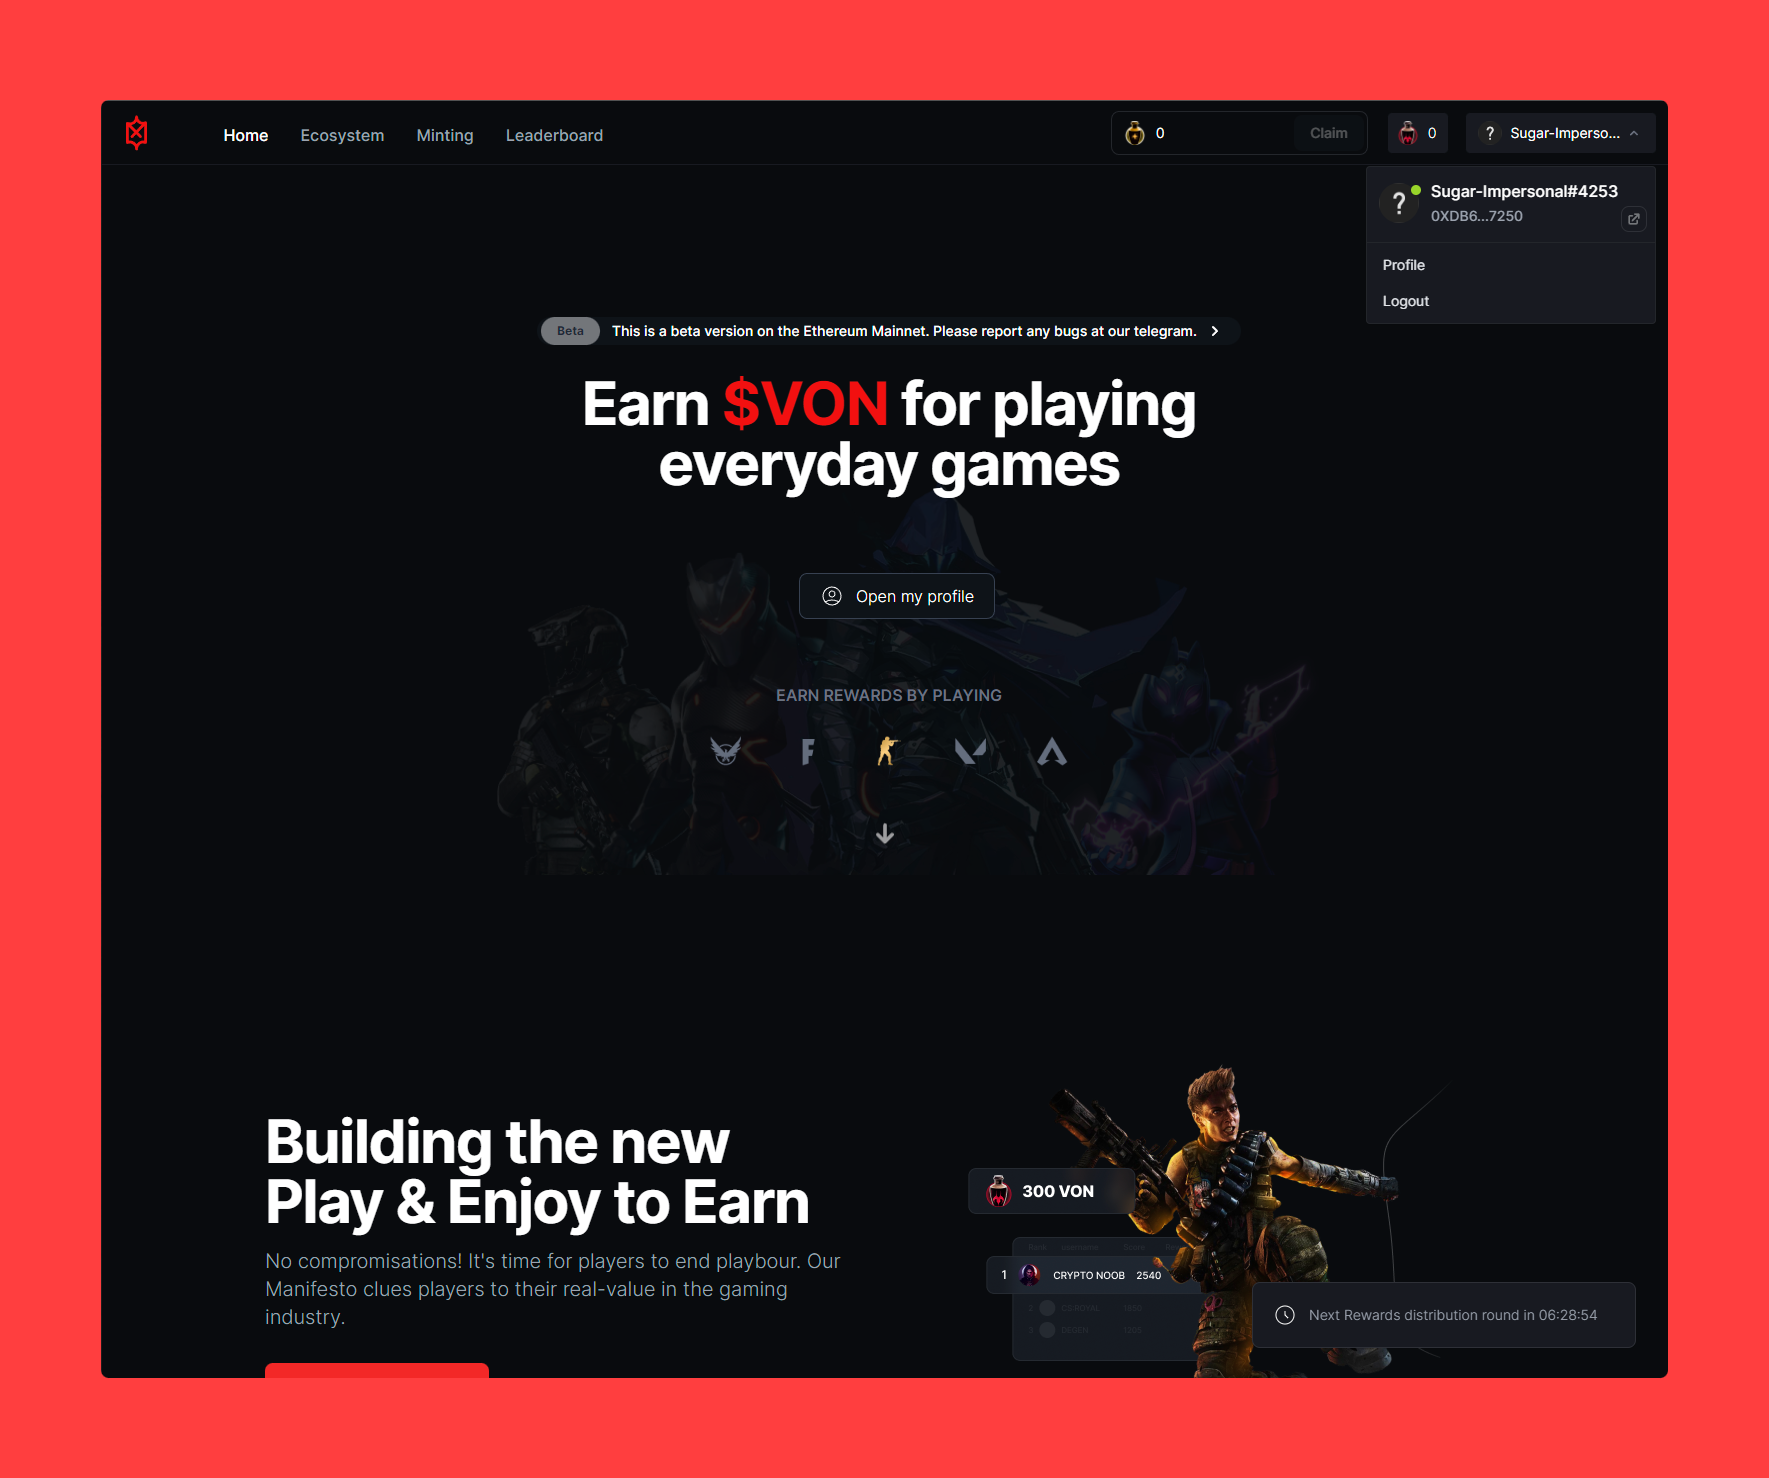 Home Ecosystem Minting Leaderboard 0 Claim 0 ? Sugar-Imperso...
? Sugar-Impersonal#4253
0XDB6...7250
Profile
Logout
Beta This is a beta version on the Ethereum Mainnet. Please report any bugs at our telegram.
Earn $VON for playing
everyday games
Open my profile
EARN REWARDS BY PLAYING
Building the new
Play & Enjoy to Earn
No compromisations! It's time for players to end playbour. Our
Manifesto clues players to their real-value in the gaming
industry.
300 VON
Rank Username Score
1 CRYPTO NOOB 2540
Next Rewards distribution round in 06:28:54